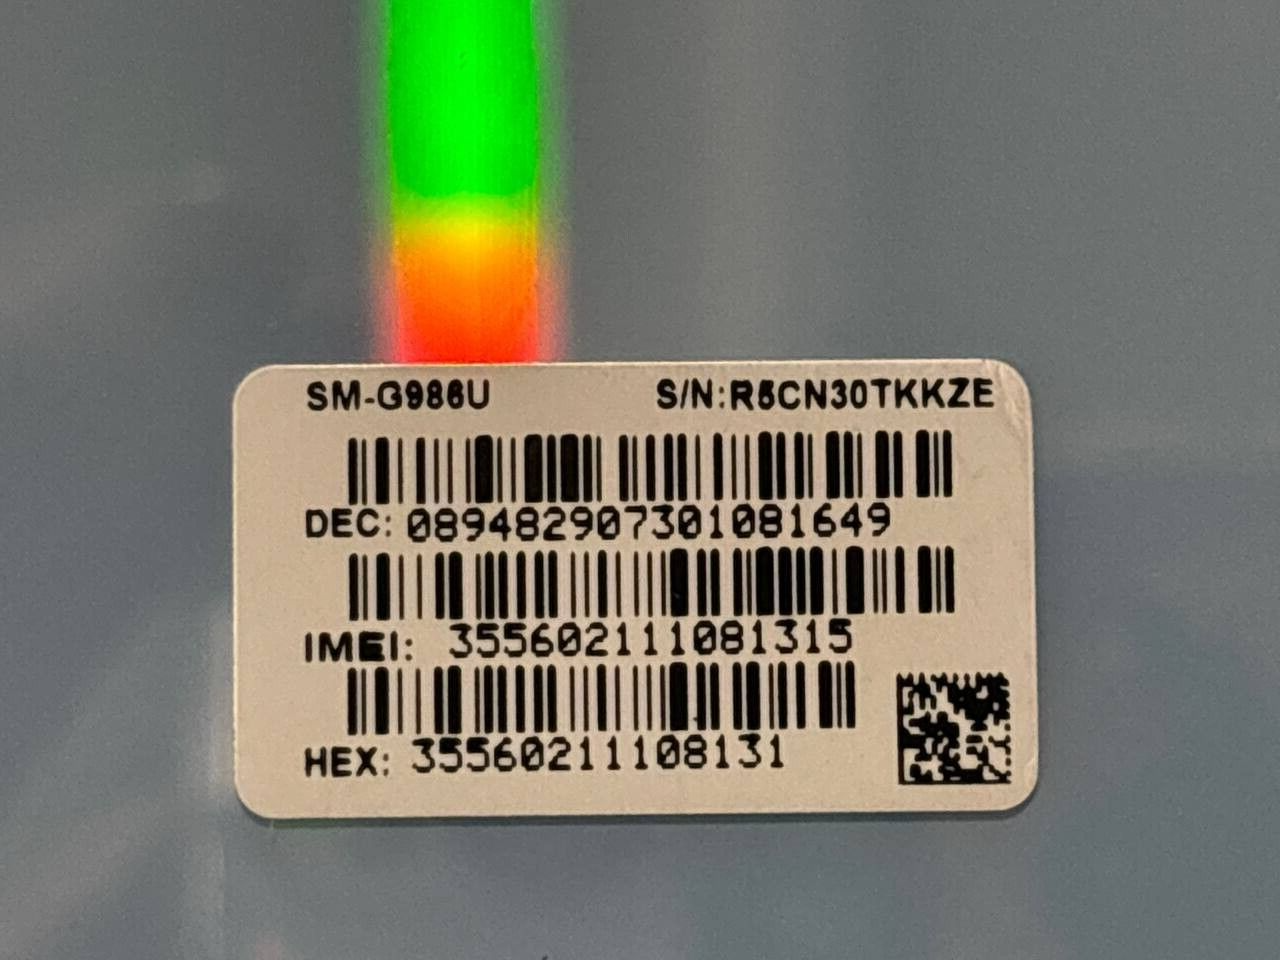 SM-G986U S/N:R5CN30TKKZE
DEC: 089482907301081649
IMEI: 355602111081315
HEX: 35560211108131